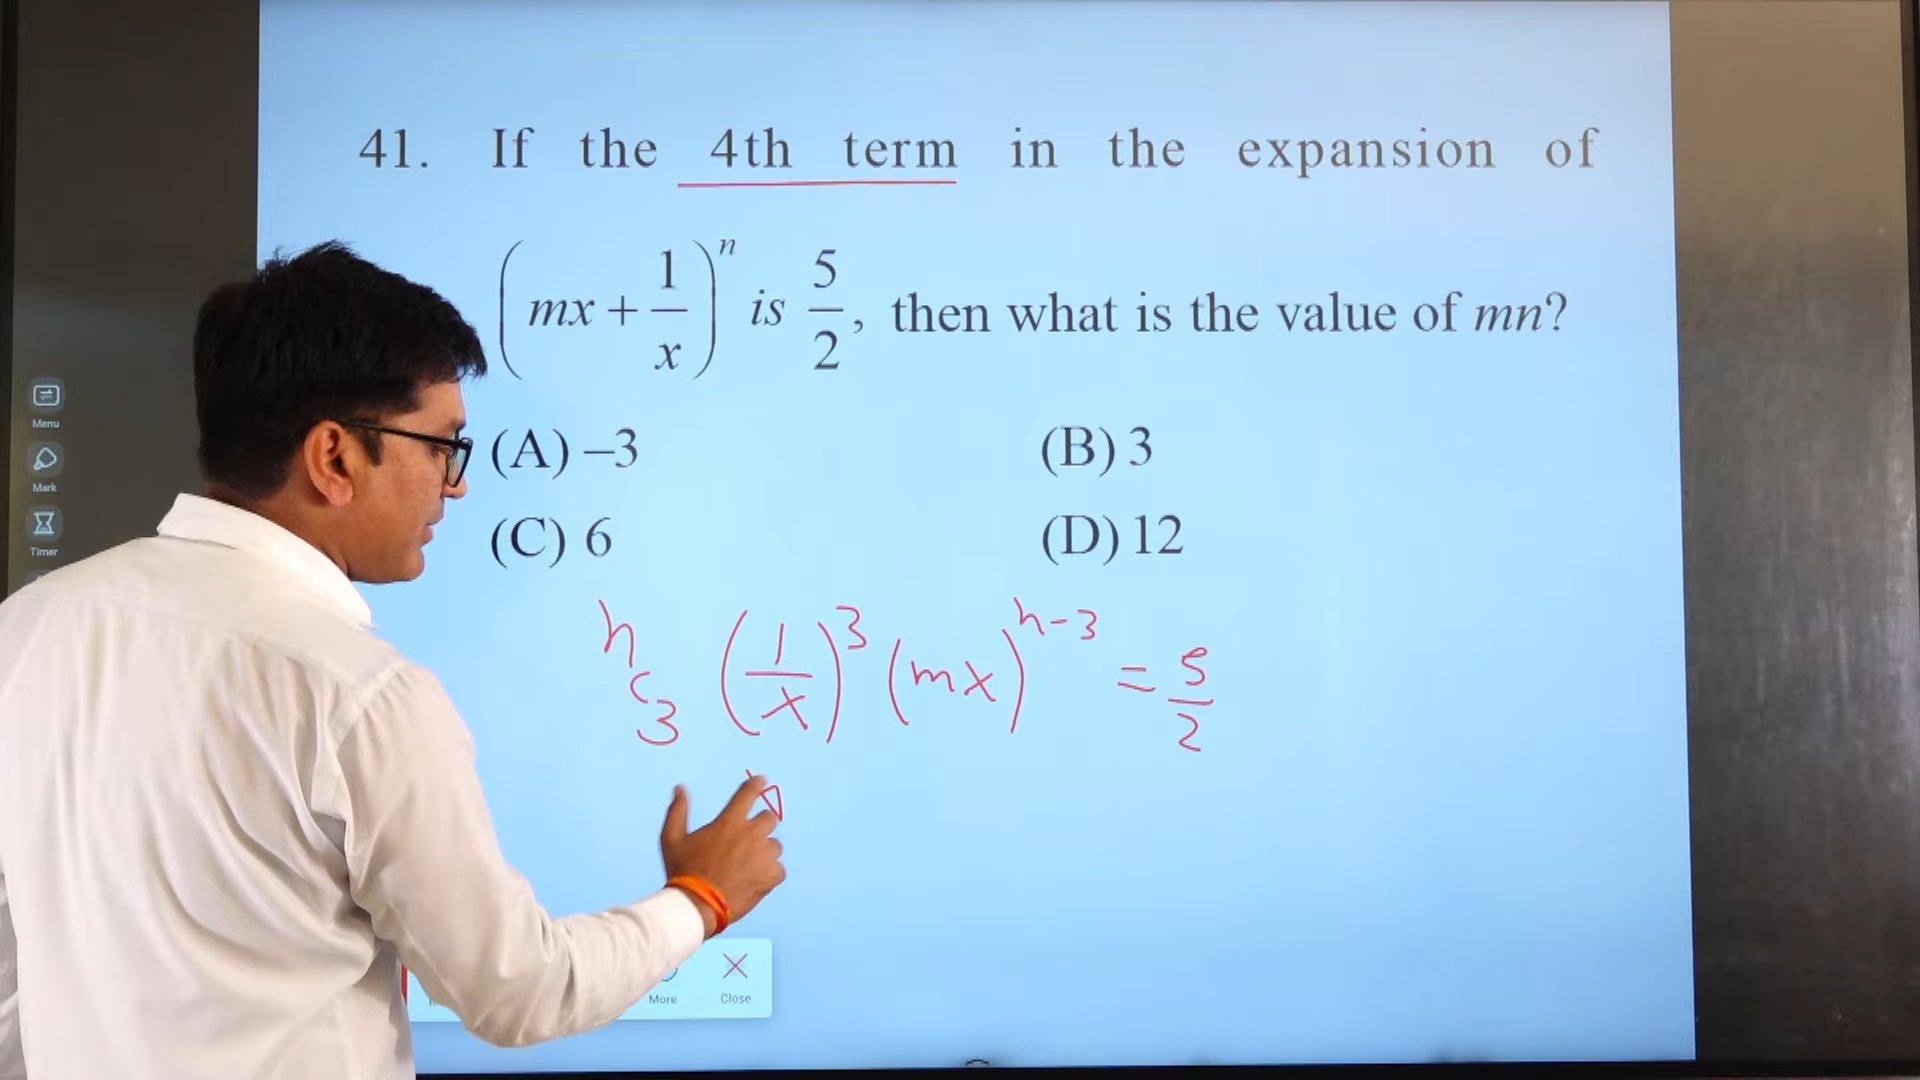 41. If the 4th term in the expansion of
(mx + 1/x)^n is 5/2, then what is the value of mn?
(A) –3
(B) 3
(C) 6
(D) 12
n c 3 (1/x)^3 (mx)^n-3 = 5/2
Menu
Mark
Timer
More
Close